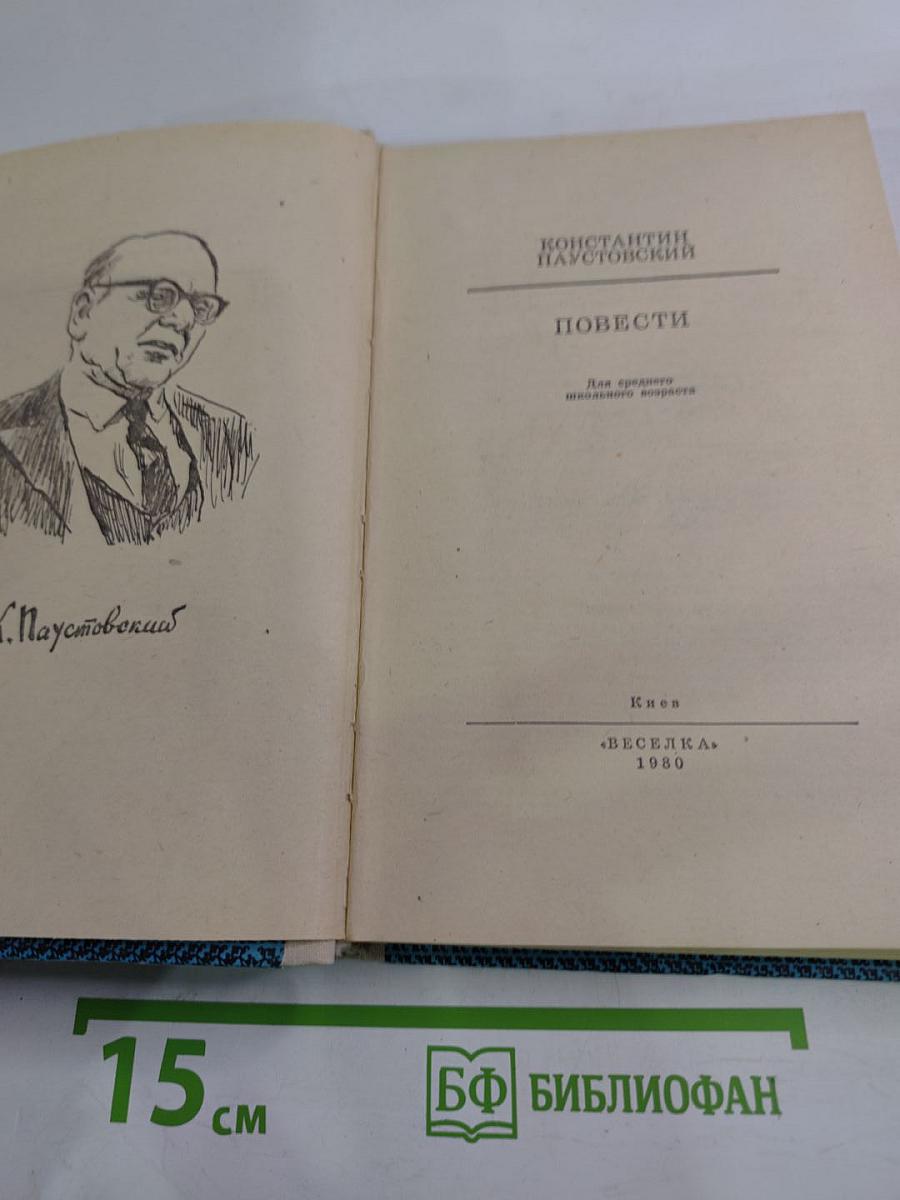 К. Паустовский
КОНСТАНТИН
ПАУСТОВСКИЙ
ПОВЕСТИ
Для среднего
школьного возраста
Киев
«ВЕСЕЛКА»
1980
15 см
БФ БИБЛИОФАН